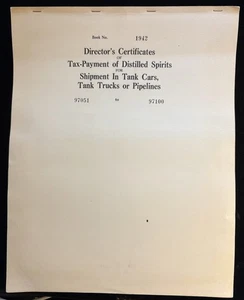 Book No. 1942
Director's Certificates
OF
Tax-Payment of Distilled Spirits
FOR
Shipment In Tank Cars,
Tank Trucks or Pipelines
97051 to 97100